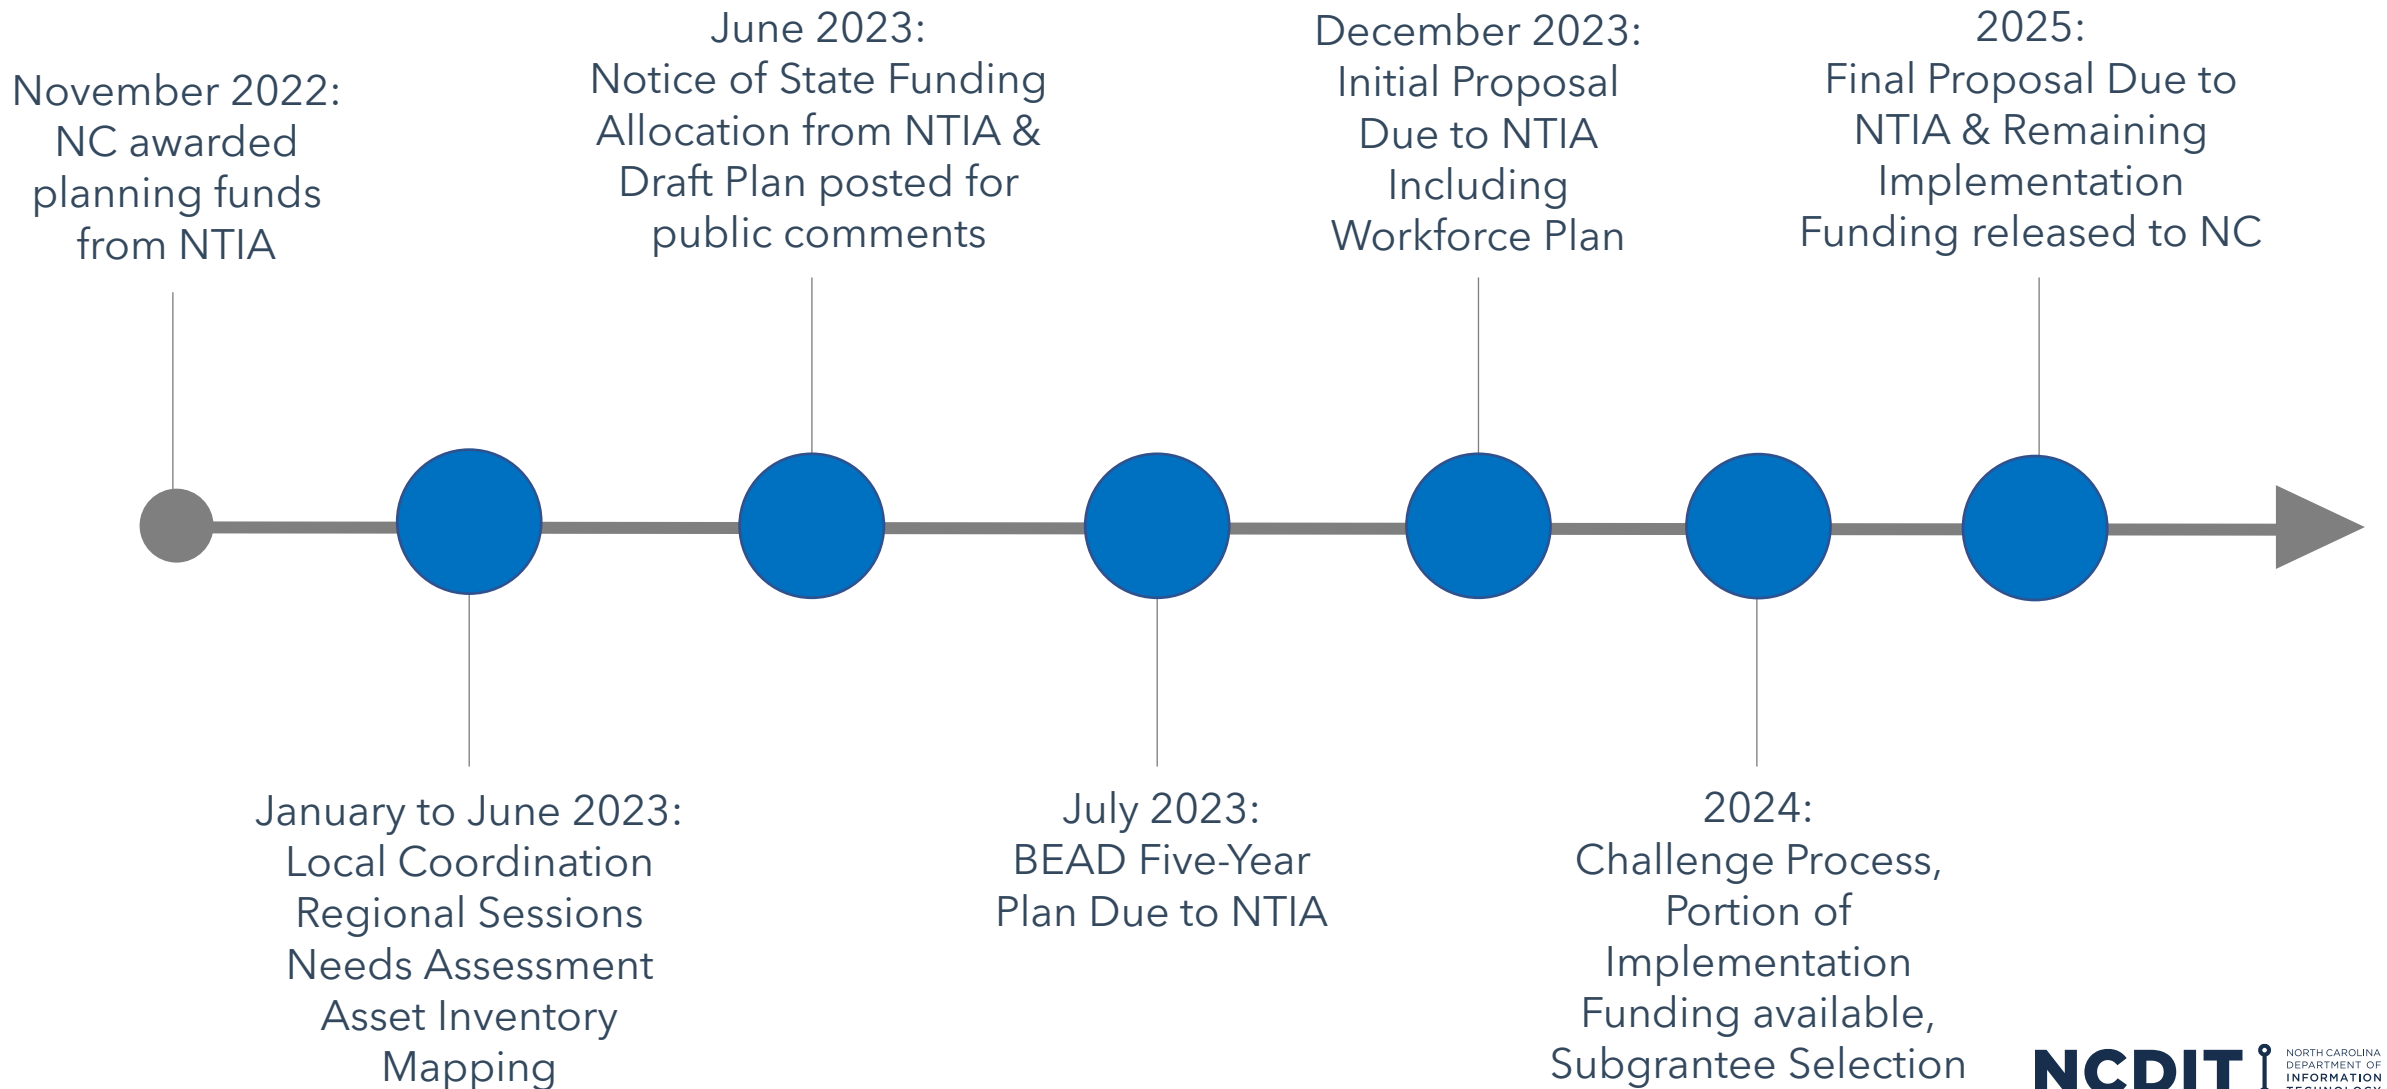 November 2022:
NC awarded
planning funds
from NTIA
January to June 2023:
Local Coordination
Regional Sessions
Needs Assessment
Asset Inventory
Mapping
June 2023:
Notice of State Funding
Allocation from NTIA &
Draft Plan posted for
public comments
July 2023:
BEAD Five-Year
Plan Due to NTIA
December 2023:
Initial Proposal
Due to NTIA
Including
Workforce Plan
2024:
Challenge Process,
Portion of
Implementation
Funding available,
Subgrantee Selection
2025:
Final Proposal Due to
NTIA & Remaining
Implementation
Funding released to NC
NCDIT
NORTH CAROLINA
DEPARTMENT OF
INFORMATION
TECHNOLOGY